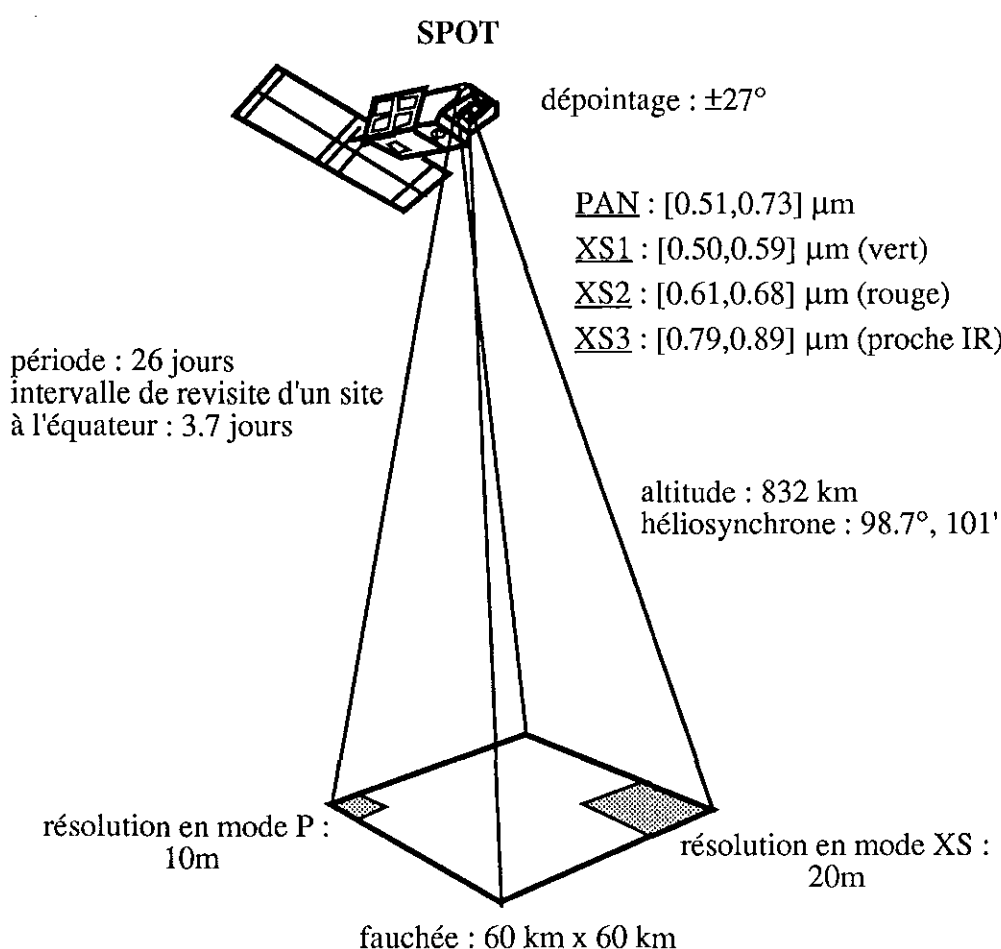 SPOT
dépointage : ±27°
PAN : [0.51,0.73] µm
XS1 : [0.50,0.59] µm (vert)
XS2 : [0.61,0.68] µm (rouge)
XS3 : [0.79,0.89] µm (proche IR)
période : 26 jours
intervalle de revisite d'un site
à l'équateur : 3.7 jours
altitude : 832 km
héliosynchrone : 98.7°, 101'
résolution en mode P :
10m
résolution en mode XS :
20m
fauchée : 60 km x 60 km